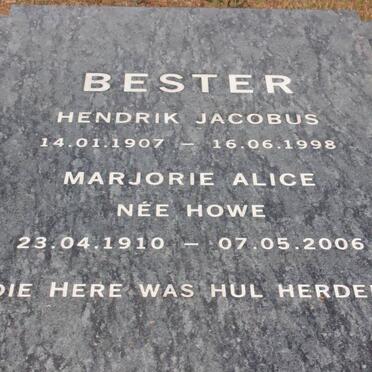 BESTER
HENDRIK JACOBUS
14.01.1907 – 16.06.1998
MARJORIE ALICE
NÉE HOWE
23.04.1910 – 07.05.2006
DIE HERE WAS HUL HERDER